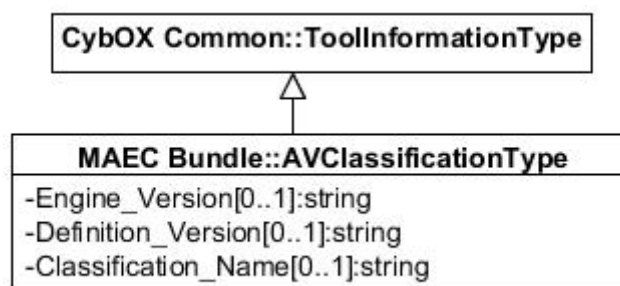 CybOX Common::ToolInformationType
MAEC Bundle::AVClassificationType
-Engine_Version[0..1]:string
-Definition_Version[0..1]:string
-Classification_Name[0..1]:string